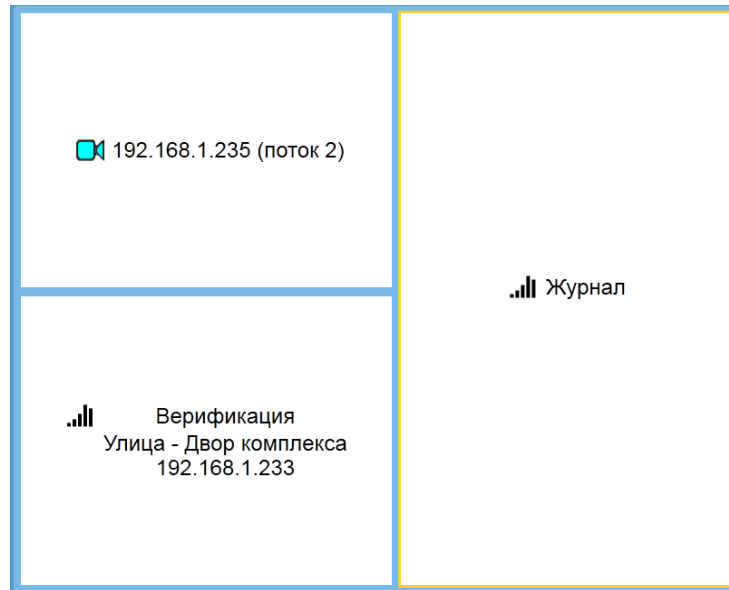 192.168.1.235 (поток 2)
Верификация
Улица - Двор комплекса
192.168.1.233
Журнал